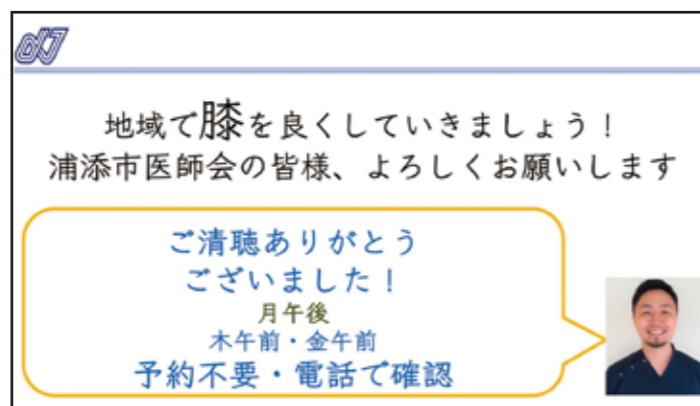 地域で膝を良くしていきましょう！
浦添市医師会の皆様、よろしくお願いします
ご清聴ありがとう
ございました！
月午後
木午前・金午前
予約不要・電話で確認